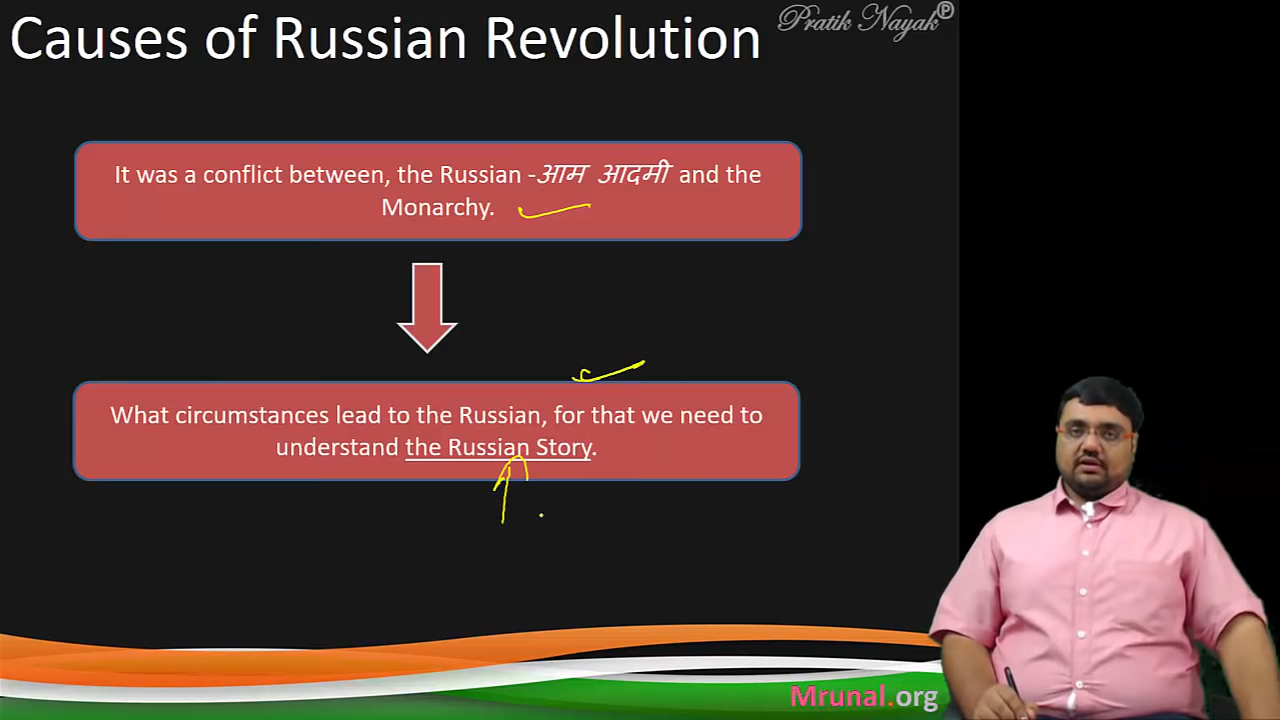 Causes of Russian Revolution
Pratik Nayak
It was a conflict between, the Russian -आम आदमी and the
Monarchy.
What circumstances lead to the Russian, for that we need to
understand the Russian Story.
Mrunal.org